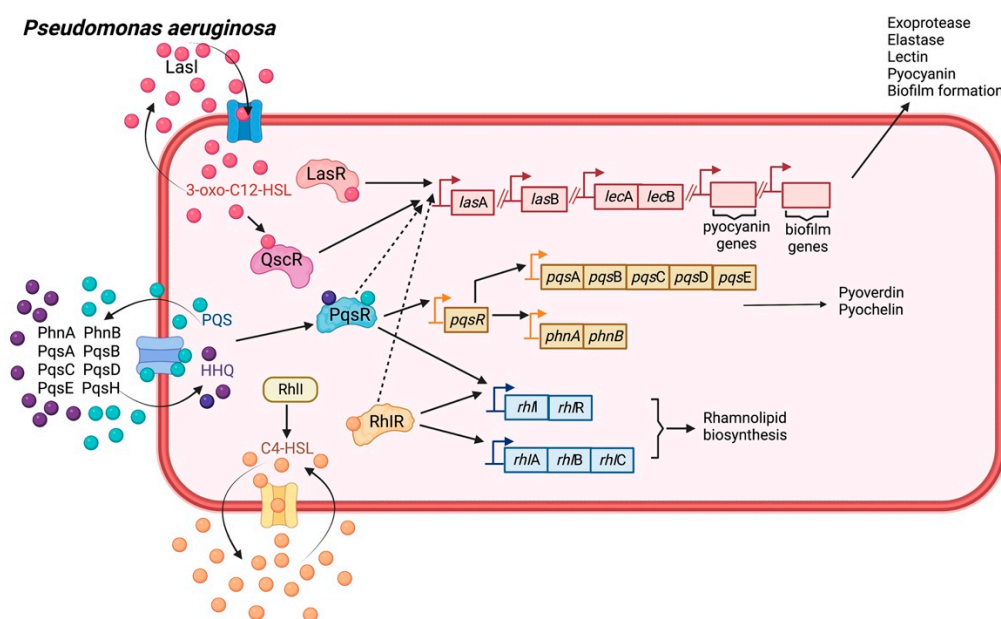 Pseudomonas aeruginosa
LasI
3-oxo-C12-HSL
LasR
QscR
lasA
lasB
lecA lecB
pyocyanin
genes
biofilm
genes
Exoprotease
Elastase
Lectin
Pyocyanin
Biofilm formation
PhnA PhnB
PqsA PqsB
PqsC PqsD
PqsE PqsH
PQS
HHQ
PqsR
pqsR
pqsA pqsB pqsC pqsD pqsE
phnA phnB
Pyoverdin
Pyochelin
RhlI
C4-HSL
RhlR
rhlI rhlR
rhlA rhlB rhlC
Rhamnolipid
biosynthesis